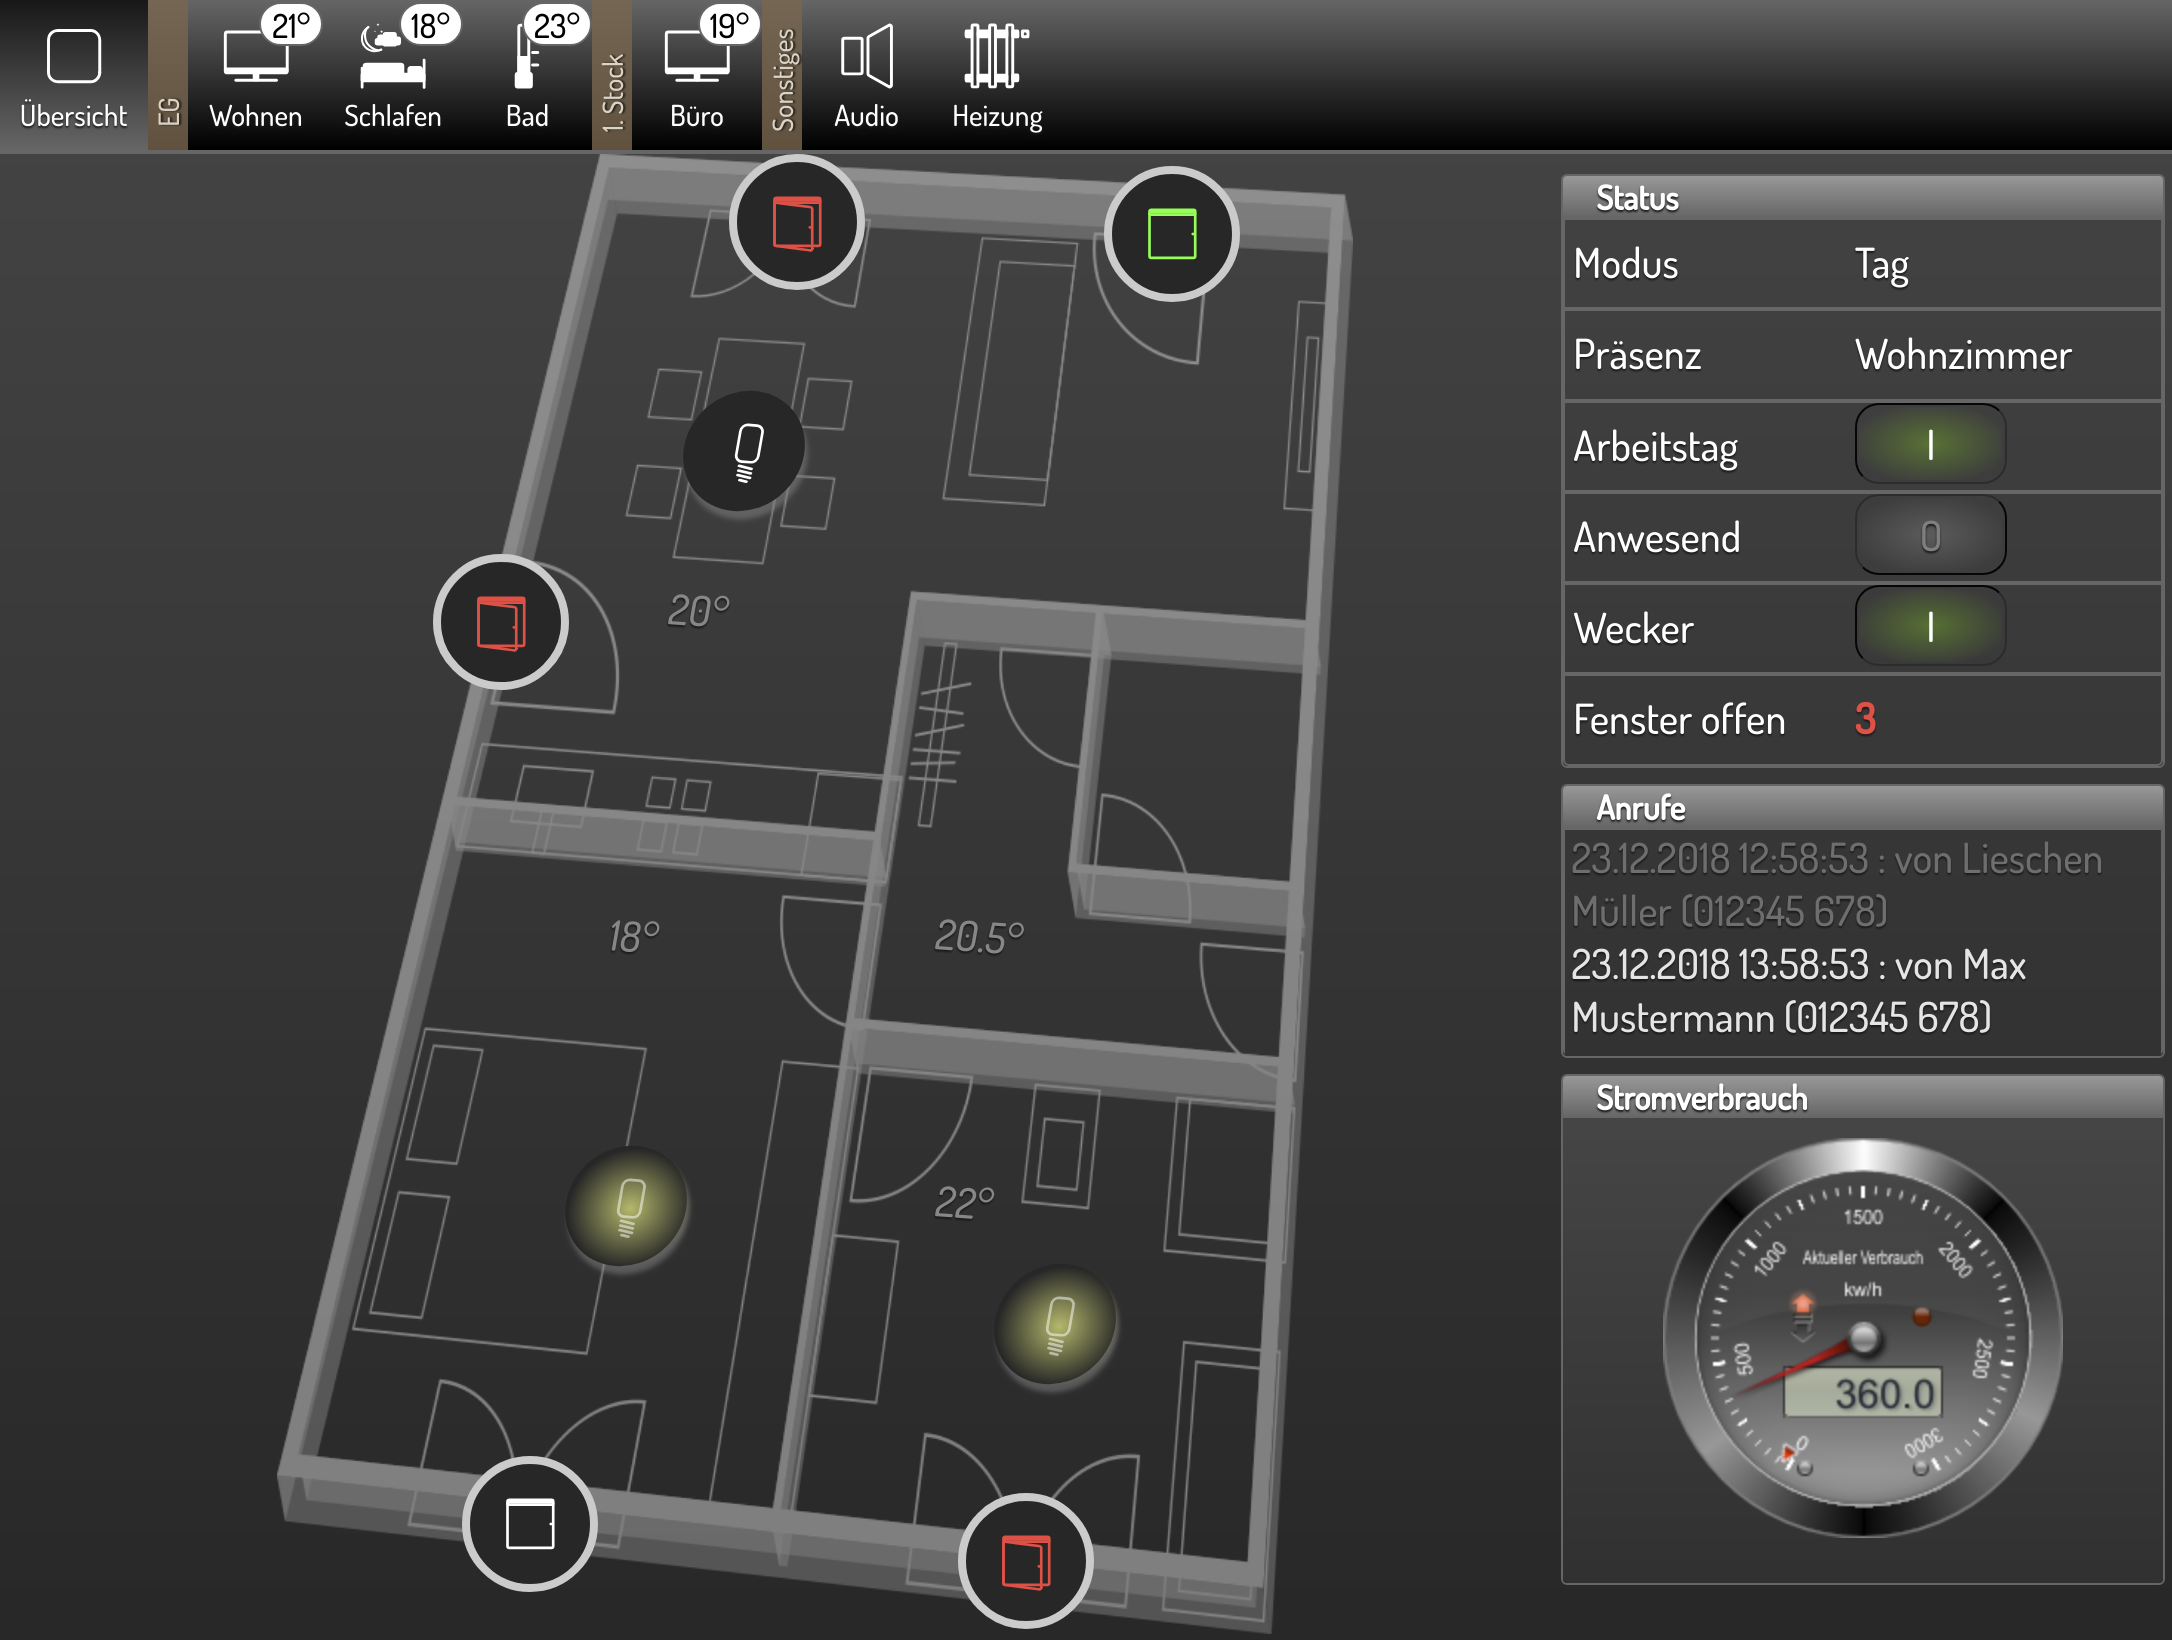 21°
18°
23°
19°
Übersicht
EG
Wohnen
Schlafen
Bad
1. Stock
Büro
Sonstiges
Audio
Heizung
20°
18°
20.5°
22°
Status
Modus Tag
Präsenz Wohnzimmer
Arbeitstag I
Anwesend 0
Wecker I
Fenster offen 3
Anrufe
23.12.2018 12:58:53 : von Lieschen
Müller (012345 678)
23.12.2018 13:58:53 : von Max
Mustermann (012345 678)
Stromverbrauch
1500
1000
2000
Aktueller Verbrauch
kw/h
500
2500
360.0
0
3000